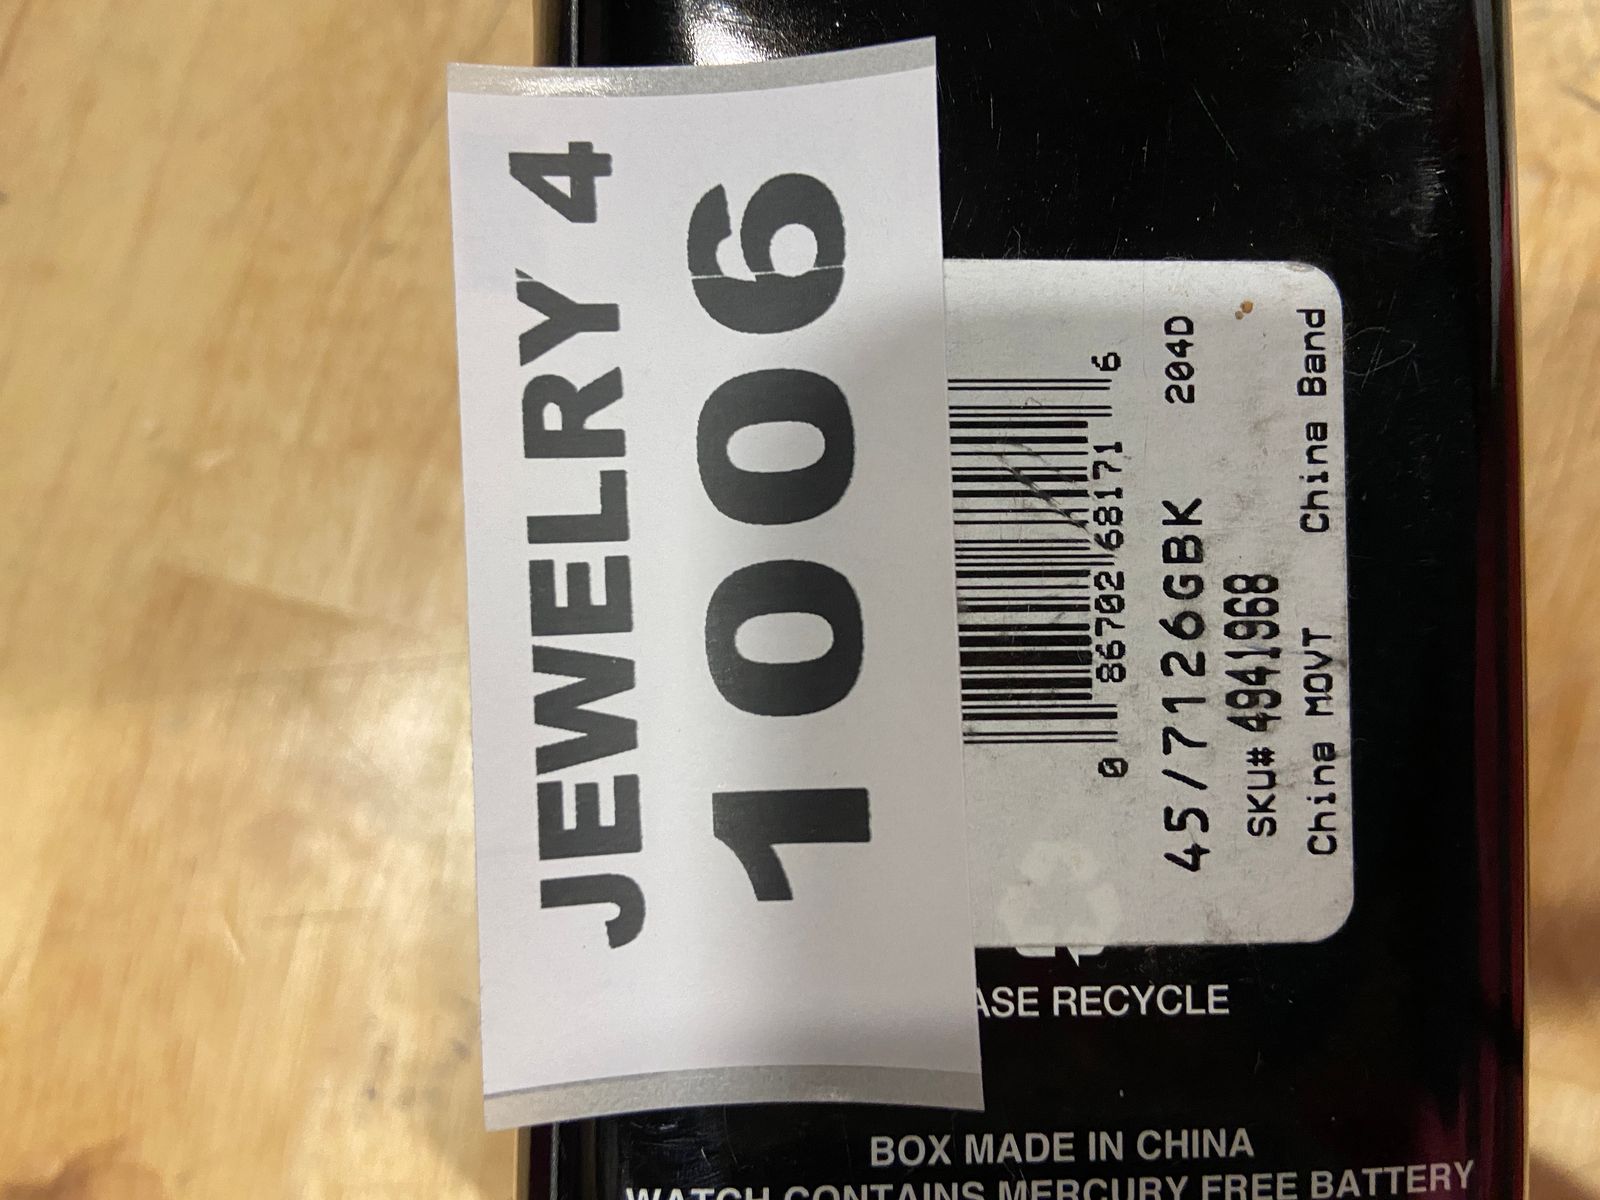 JEWELRY 4
1006
0 86702 68171 6
45/7126GBK 204D
SKU# 4941968
China MOVT China Band
ASE RECYCLE
BOX MADE IN CHINA
WATCH CONTAINS MERCURY FREE BATTERY